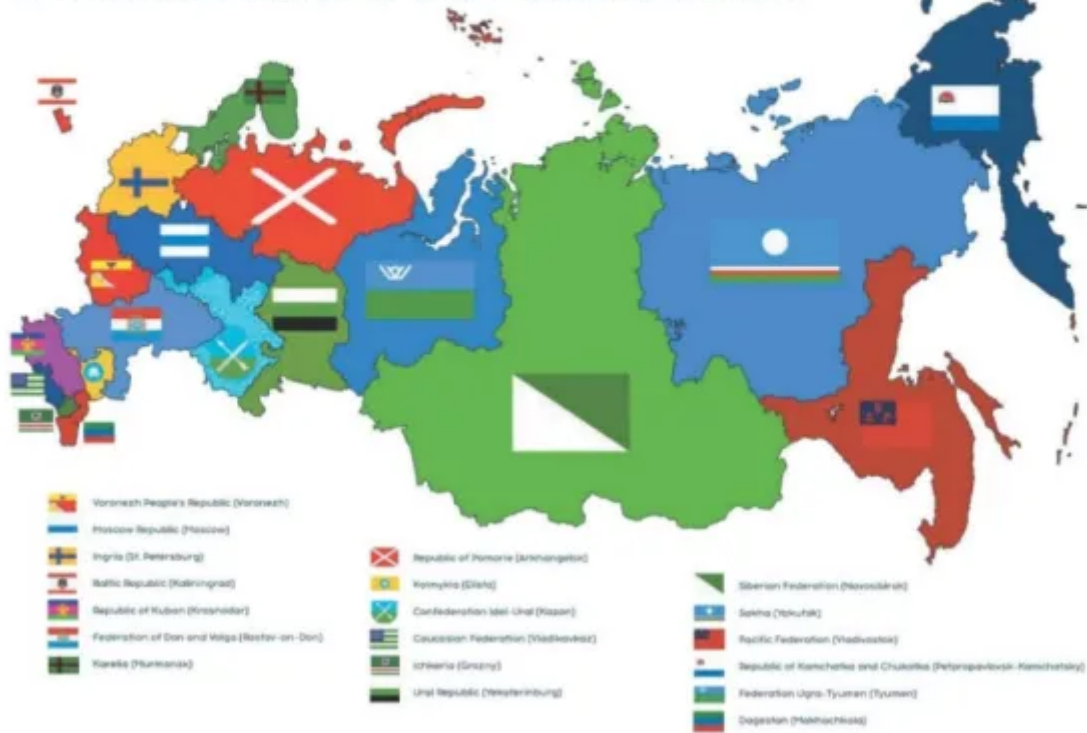 Voronezh People's Republic (Voronezh)
Moscow Republic (Moscow)
Ingria (St. Petersburg)
Baltic Republic (Kaliningrad)
Republic of Kuban (Krasnodar)
Federation of Don and Volga (Rostov-on-Don)
Karelia (Murmansk)
Republic of Pomorie (Arkhangelsk)
Kalmykia (Elista)
Confederation Idel-Ural (Kazan)
Caucasian Federation (Vladikavkaz)
Ichkeria (Grozny)
Ural Republic (Yekaterinburg)
Siberian Federation (Novosibirsk)
Sakha (Yakutsk)
Pacific Federation (Vladivostok)
Republic of Kamchatka and Chukotka (Petropavlovsk-Kamchatsky)
Federation Ugra-Tyumen (Tyumen)
Dagestan (Makhachkala)